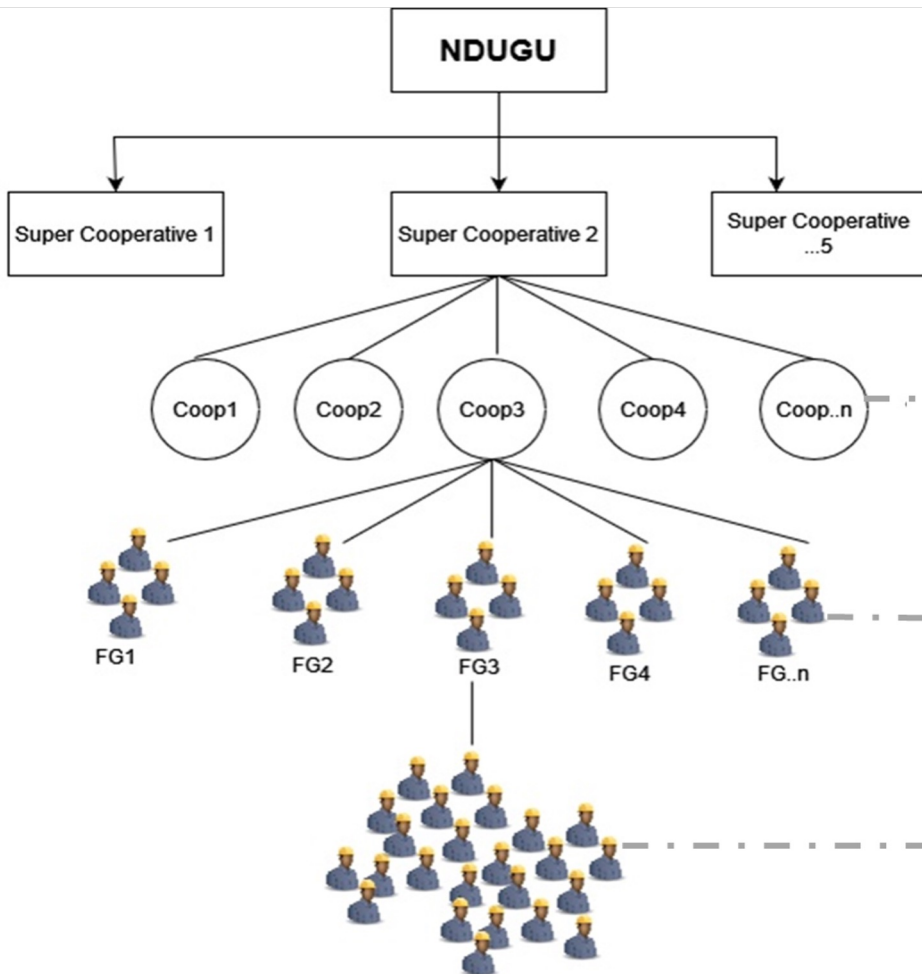 NDUGU
Super Cooperative 1
Super Cooperative 2
Super Cooperative
...5
Coop1
Coop2
Coop3
Coop4
Coop..n
FG1
FG2
FG3
FG4
FG..n